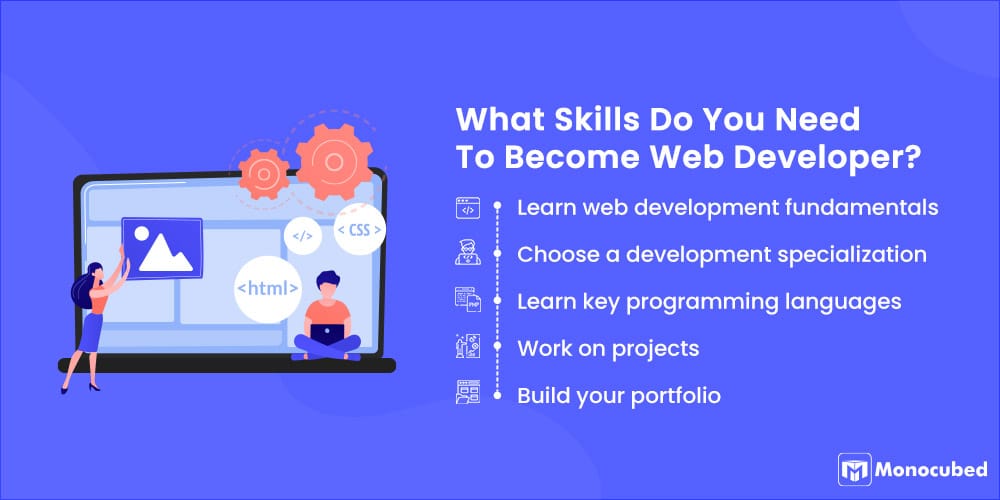 What Skills Do You Need
To Become Web Developer?
Learn web development fundamentals
Choose a development specialization
Learn key programming languages
Work on projects
Build your portfolio
</>
< CSS >
<html>
</>
PHP
Monocubed